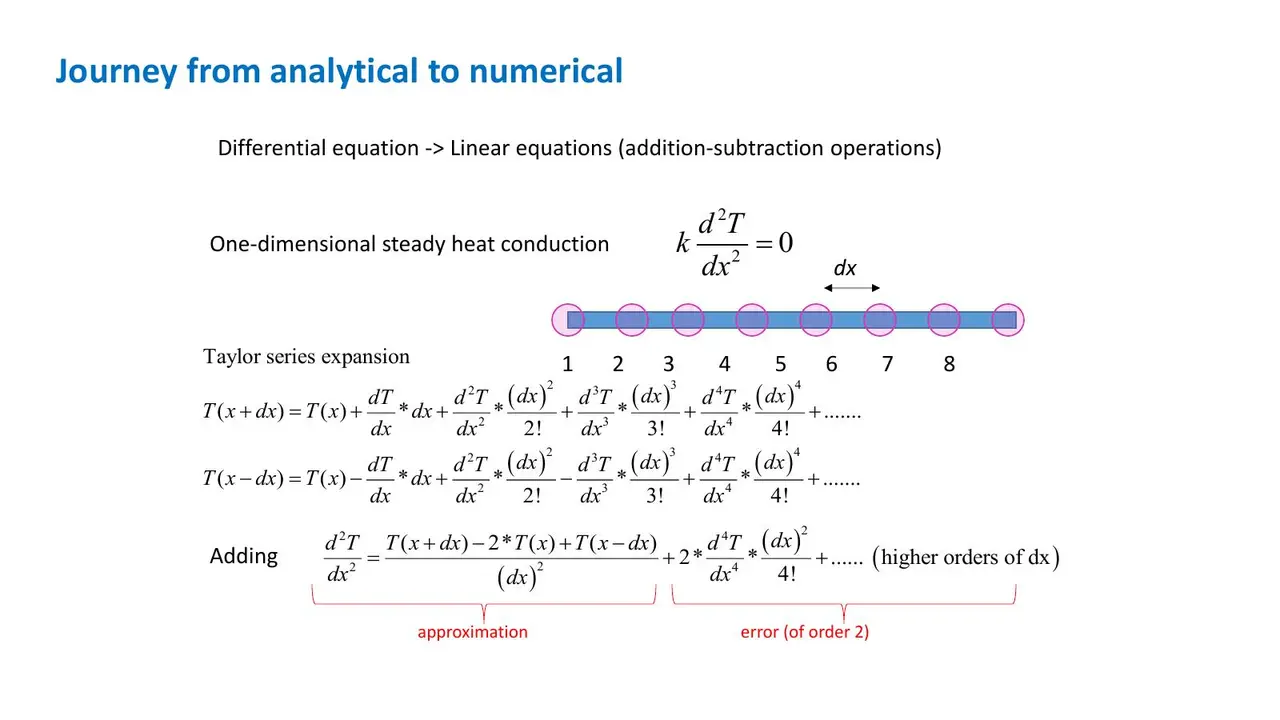 Journey from analytical to numerical
Differential equation -> Linear equations (addition-subtraction operations)
One-dimensional steady heat conduction
k d²T/dx² = 0
dx
1 2 3 4 5 6 7 8
Taylor series expansion
T(x + dx) = T(x) + dT/dx * dx + d²T/dx² * (dx)²/2! + d³T/dx³ * (dx)³/3! + d⁴T/dx⁴ * (dx)⁴/4! + .......
T(x − dx) = T(x) − dT/dx * dx + d²T/dx² * (dx)²/2! − d³T/dx³ * (dx)³/3! + d⁴T/dx⁴ * (dx)⁴/4! + .......
Adding d²T/dx² = T(x + dx) − 2 * T(x) + T(x − dx) / (dx)² + 2 * d⁴T/dx⁴ * (dx)²/4! + ...... (higher orders of dx)
approximation error (of order 2)